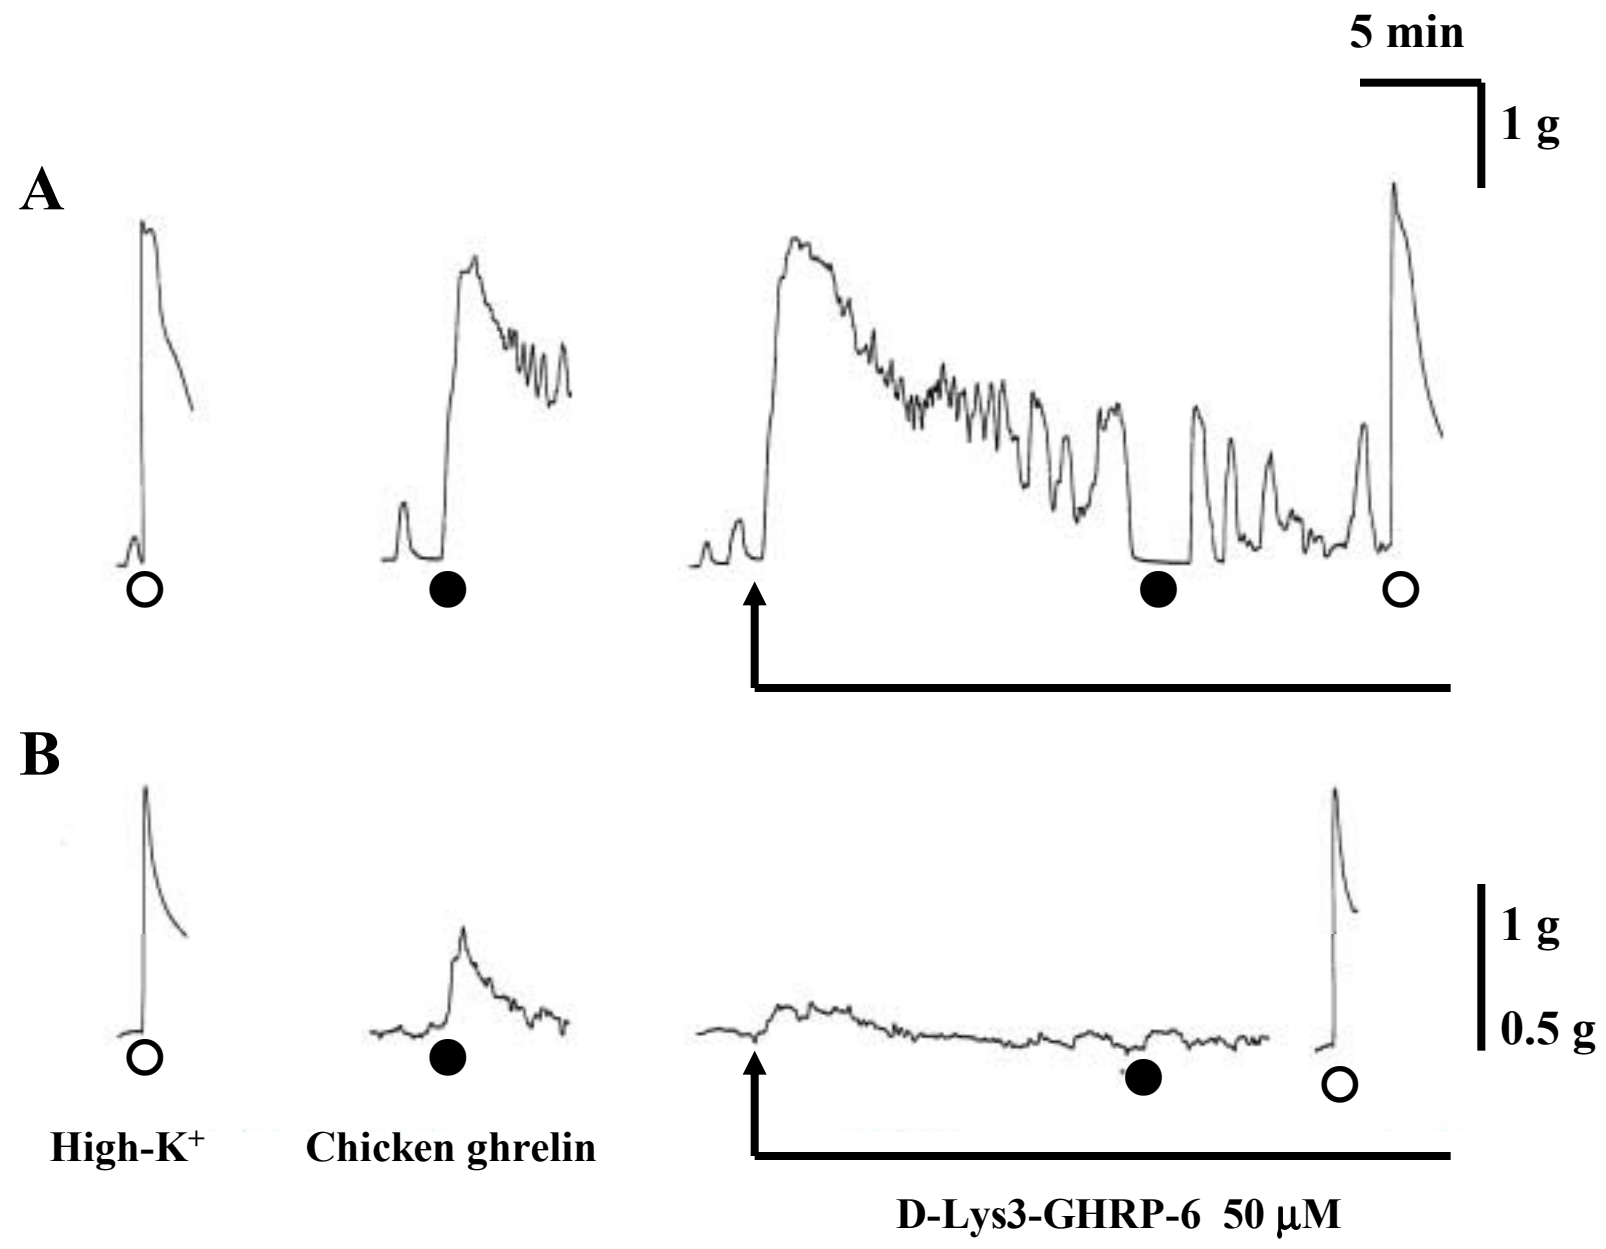 5 min
1 g
A
B
1 g
0.5 g
High-K⁺
Chicken ghrelin
D-Lys3-GHRP-6 50 μM